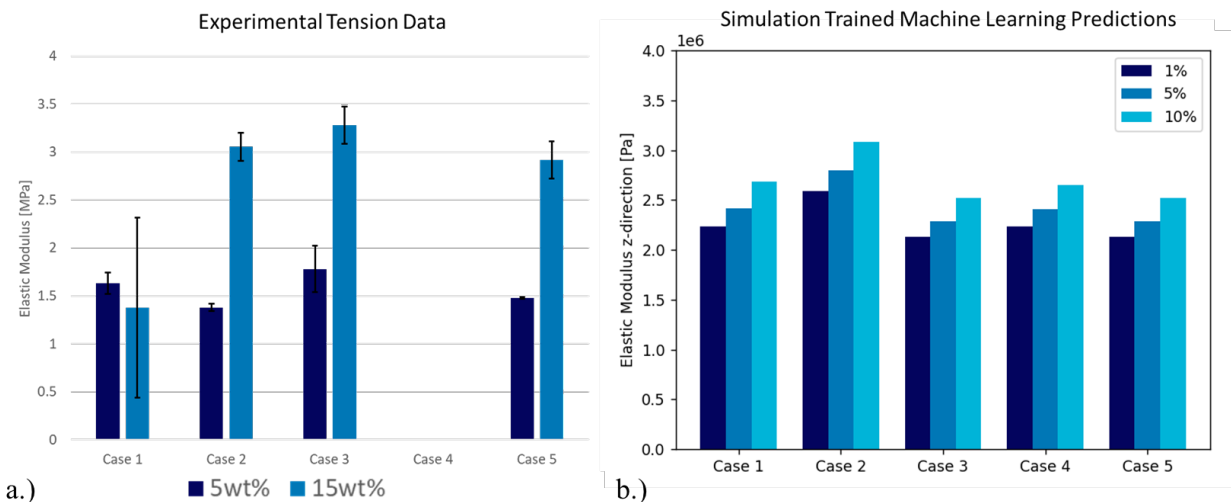 Experimental Tension Data
4
3.5
3
2.5
2
1.5
1
0.5
0
Elastic Modulus [MPa]
Case 1 Case 2 Case 3 Case 4 Case 5
5wt% 15wt%
a.)
Simulation Trained Machine Learning Predictions
1e6
4.0
3.5
3.0
2.5
2.0
1.5
1.0
0.5
0.0
Elastic Modulus z-direction [Pa]
1%
5%
10%
Case 1 Case 2 Case 3 Case 4 Case 5
b.)